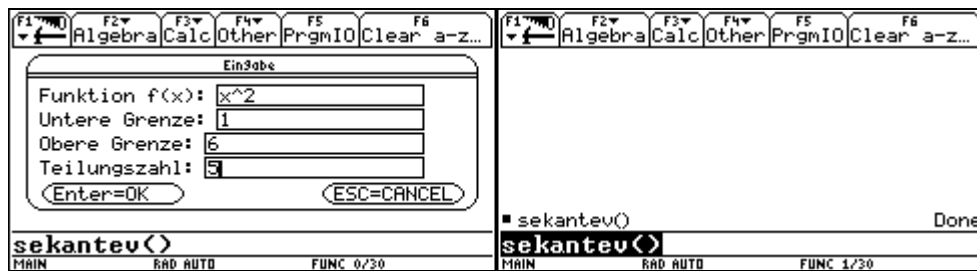 F1 F2 F3 F4 F5 F6
Algebra Calc Other PrgmIO Clear a-z…
Eingabe
Funktion f(x): x^2
Untere Grenze: 1
Obere Grenze: 6
Teilungszahl: 5
Enter=OK ESC=CANCEL
sekantev()
MAIN RAD AUTO FUNC 0/30
F1 F2 F3 F4 F5 F6
Algebra Calc Other PrgmIO Clear a-z…
sekantev() Done
sekantev()
MAIN RAD AUTO FUNC 1/30